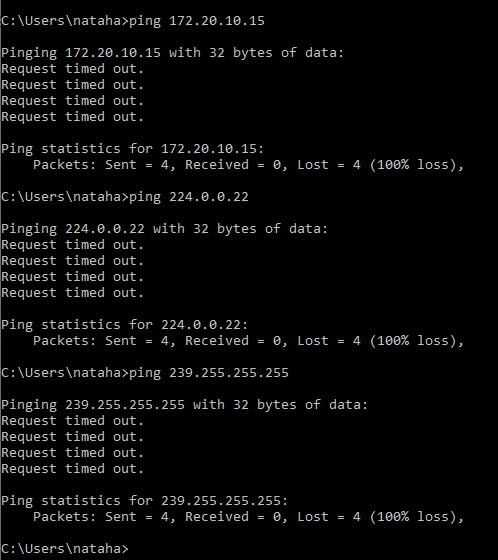 C:\Users\nataha>ping 172.20.10.15
Pinging 172.20.10.15 with 32 bytes of data:
Request timed out.
Request timed out.
Request timed out.
Request timed out.
Ping statistics for 172.20.10.15:
    Packets: Sent = 4, Received = 0, Lost = 4 (100% loss),
C:\Users\nataha>ping 224.0.0.22
Pinging 224.0.0.22 with 32 bytes of data:
Request timed out.
Request timed out.
Request timed out.
Request timed out.
Ping statistics for 224.0.0.22:
    Packets: Sent = 4, Received = 0, Lost = 4 (100% loss),
C:\Users\nataha>ping 239.255.255.255
Pinging 239.255.255.255 with 32 bytes of data:
Request timed out.
Request timed out.
Request timed out.
Request timed out.
Ping statistics for 239.255.255.255:
    Packets: Sent = 4, Received = 0, Lost = 4 (100% loss),
C:\Users\nataha>